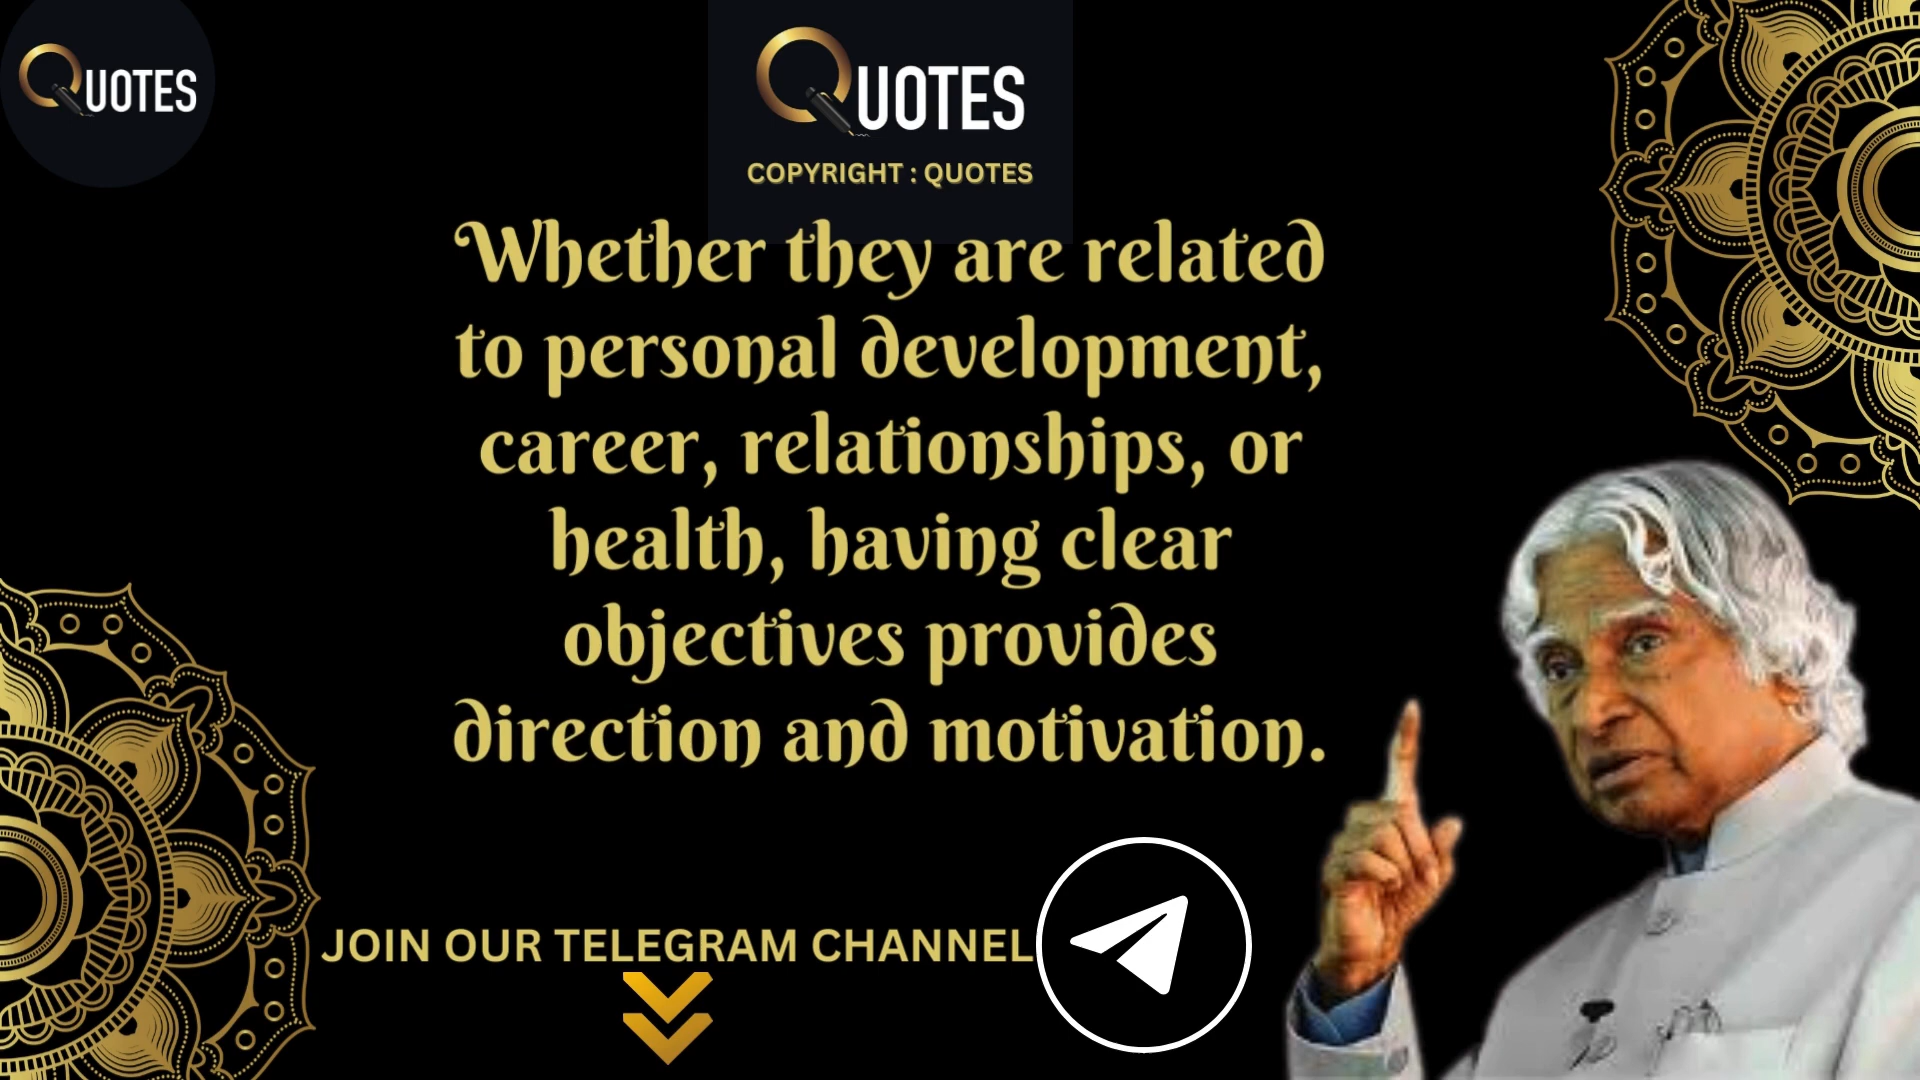 QUOTES
QUOTES
COPYRIGHT : QUOTES
Whether they are related
to personal development,
career, relationships, or
health, having clear
objectives provides
direction and motivation.
JOIN OUR TELEGRAM CHANNEL